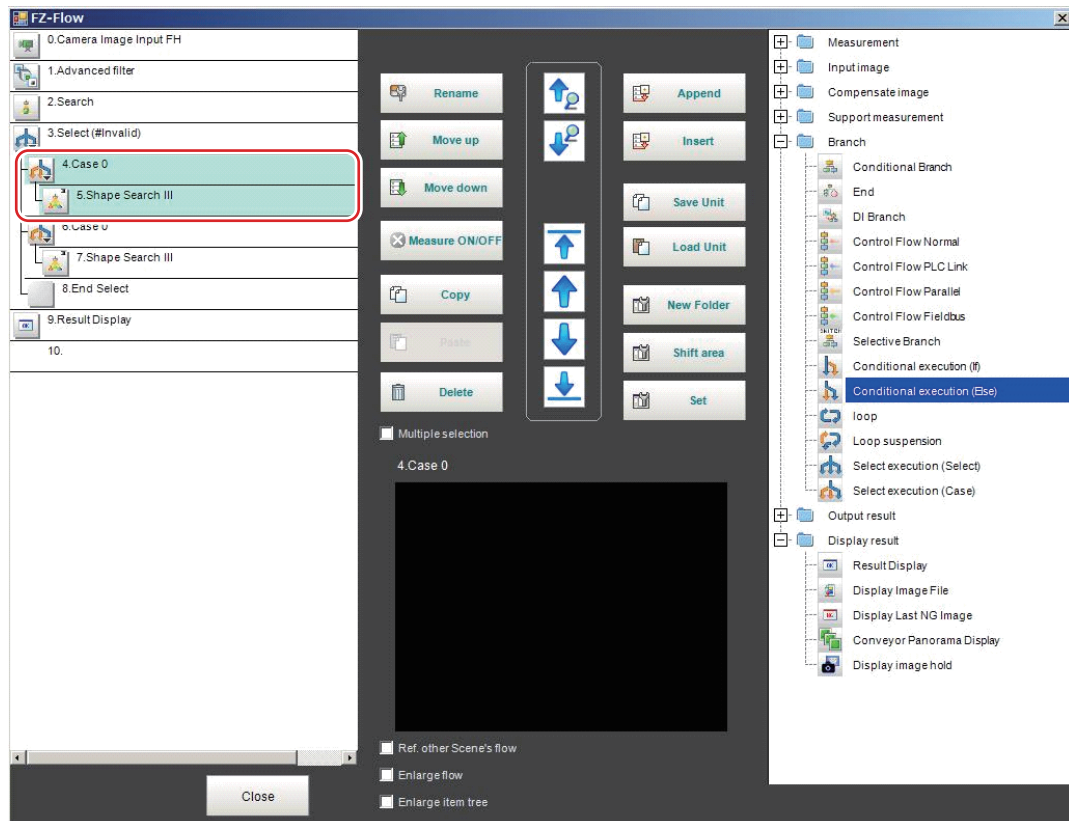 FZ-Flow
0.Camera Image Input FH
1.Advanced filter
2.Search
3.Select (#Invalid)
4.Case 0
5.Shape Search III
6.Case 0
7.Shape Search III
8.End Select
9.Result Display
10.
Close
Rename
Move up
Move down
Measure ON/OFF
Copy
Paste
Delete
Append
Insert
Save Unit
Load Unit
New Folder
Shift area
Set
Multiple selection
4.Case 0
Ref. other Scene's flow
Enlarge flow
Enlarge item tree
Measurement
Input image
Compensate image
Support measurement
Branch
Conditional Branch
End
DI Branch
Control Flow Normal
Control Flow PLC Link
Control Flow Parallel
Control Flow Fieldbus
Selective Branch
Conditional execution (If)
Conditional execution (Else)
loop
Loop suspension
Select execution (Select)
Select execution (Case)
Output result
Display result
Result Display
Display Image File
Display Last NG Image
Conveyor Panorama Display
Display image hold